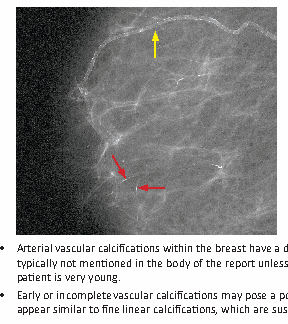 • Arterial vascular calcifications within the breast have a d
typically not mentioned in the body of the report unless
patient is very young.
• Early or incomplete vascular calcifications may pose a po
appear similar to fine linear calcifications, which are sus